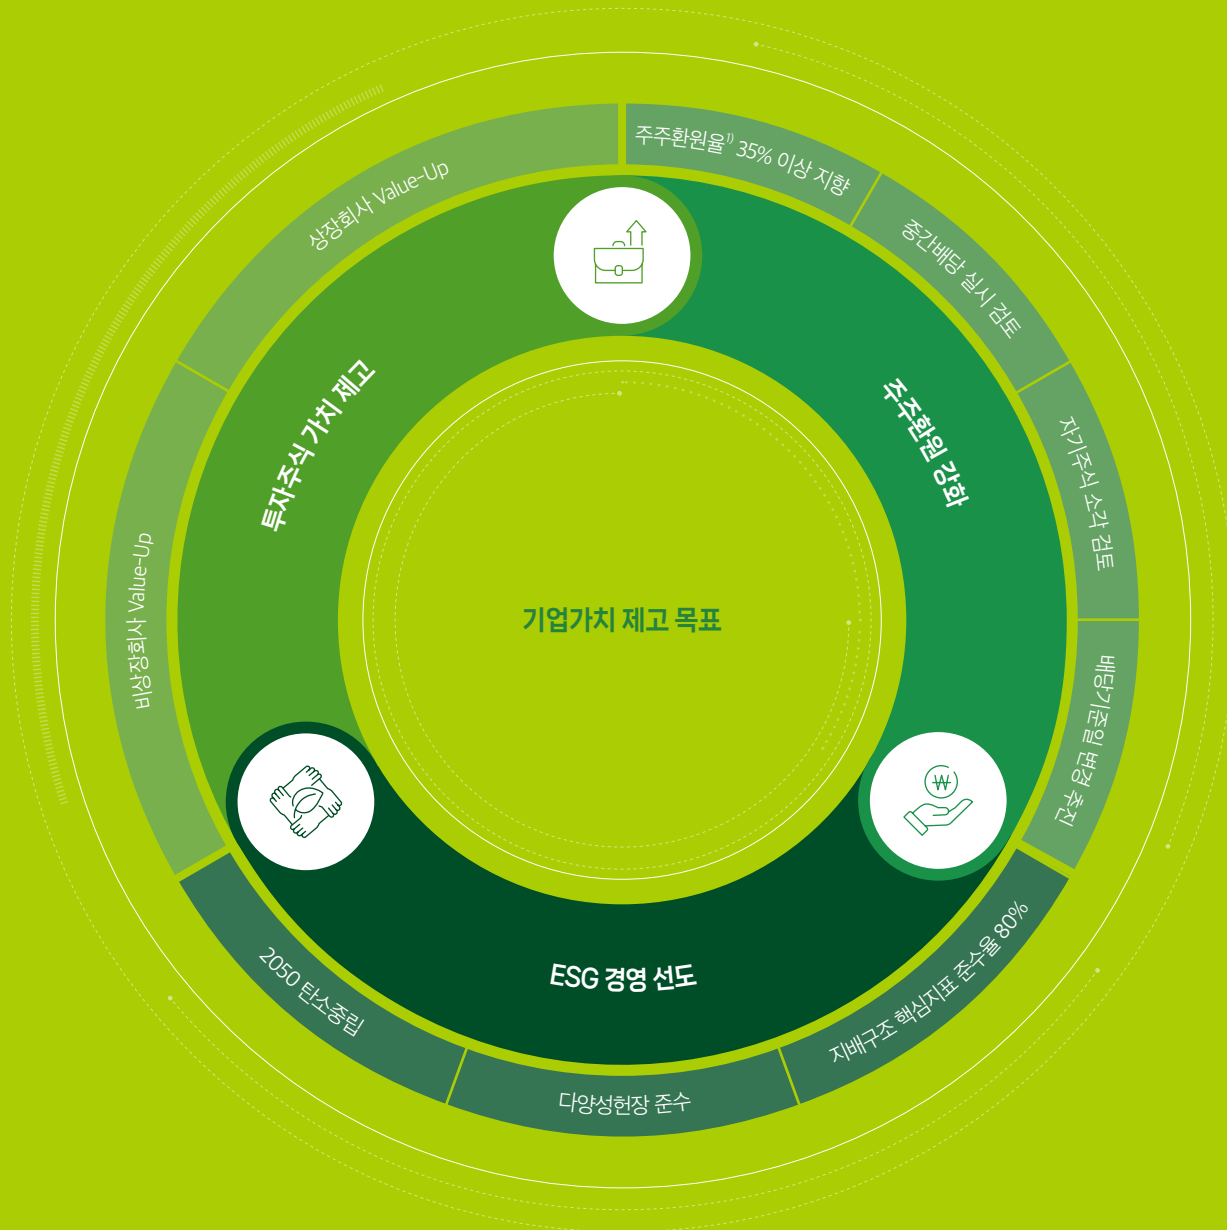 기업가치 제고 목표
주주환원 강화
주주환원율1) 35% 이상 지향
중간배당 실시 검토
자기주식 소각 검토
배당기준일 변경 추진
ESG 경영 선도
지배구조 핵심지표 준수율 80%
다양성헌장 준수
2050 탄소중립
투자주식 가치 제고
비상장회사 Value-Up
상장회사 Value-Up
₩